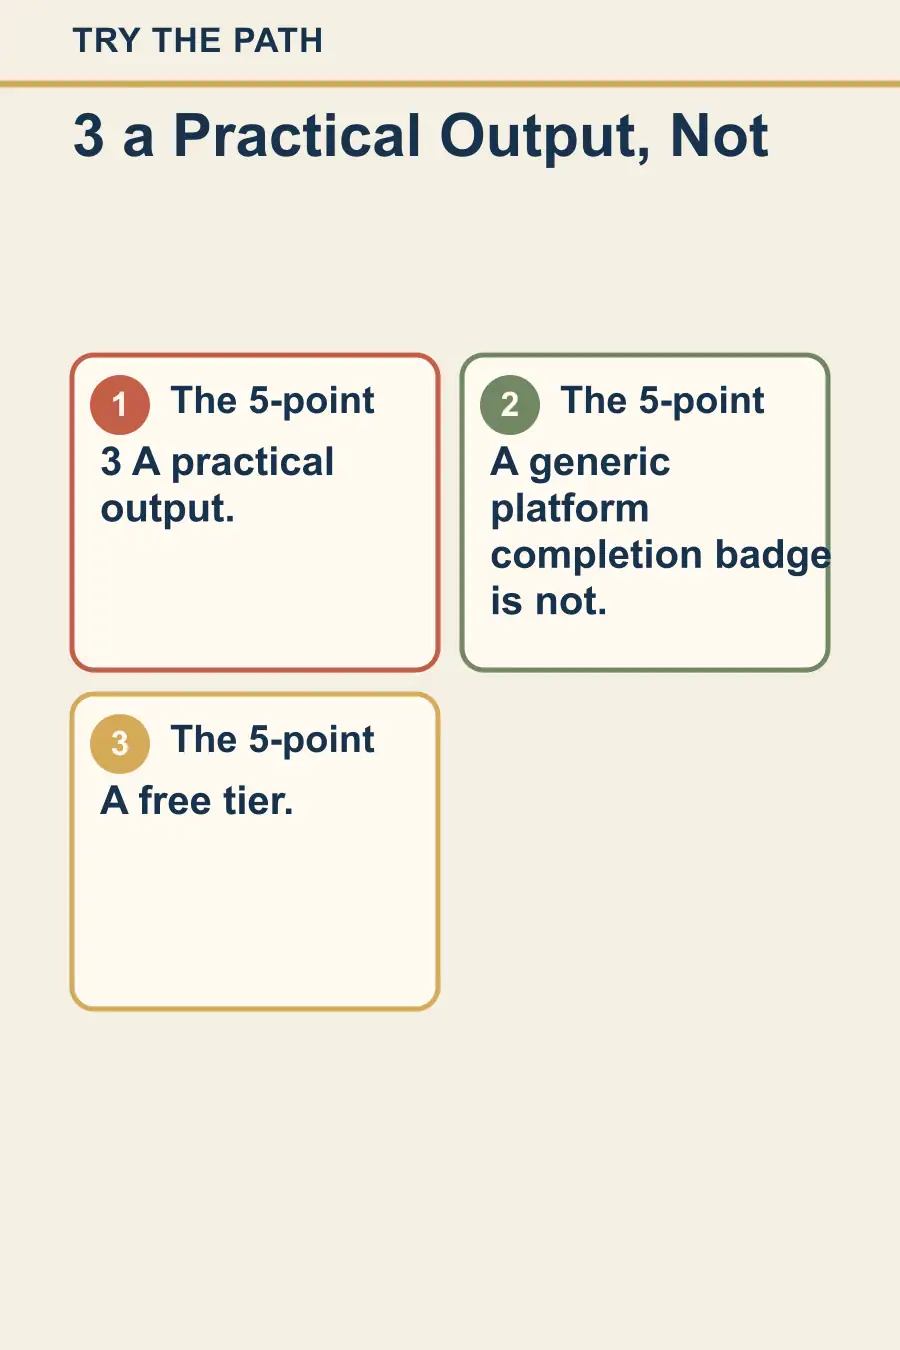 TRY THE PATH
3 a Practical Output, Not
1 The 5-point
3 A practical
output.
2 The 5-point
A generic
platform
completion badge
is not.
3 The 5-point
A free tier.